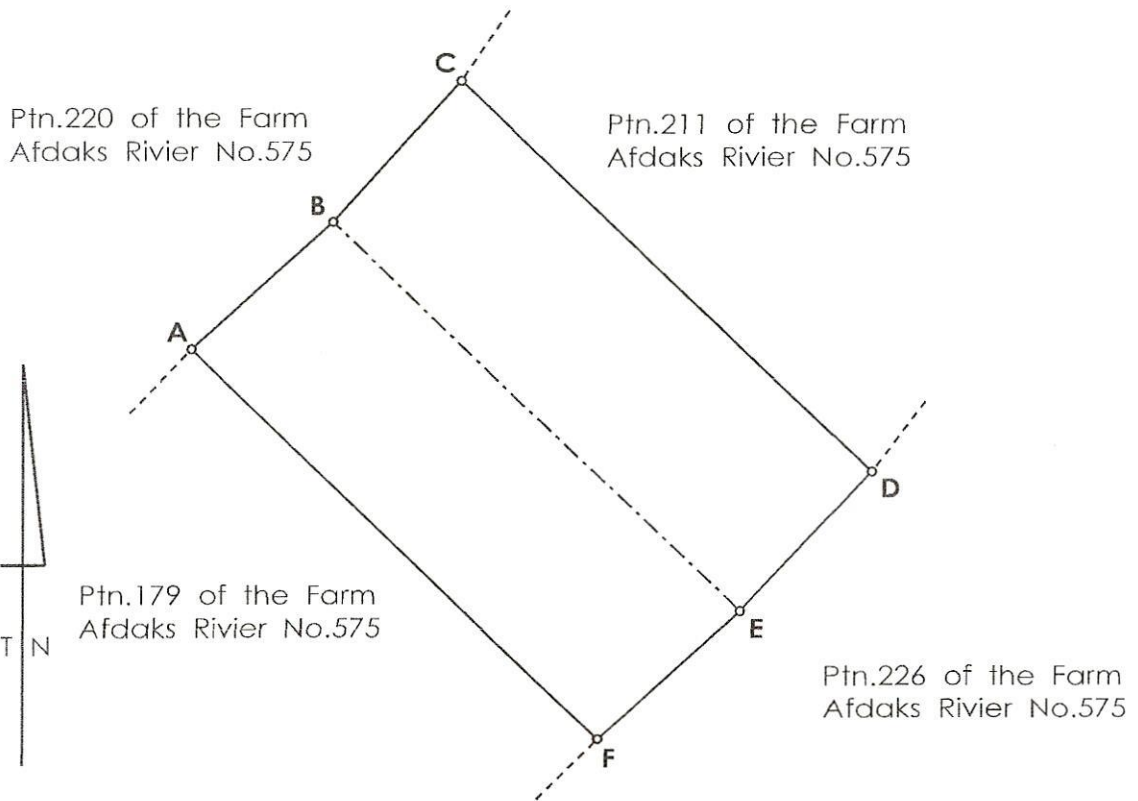 C
Ptn.220 of the Farm
Afdaks Rivier No.575
Ptn.211 of the Farm
Afdaks Rivier No.575
B
A
D
Ptn.179 of the Farm
Afdaks Rivier No.575
T N
E
Ptn.226 of the Farm
Afdaks Rivier No.575
F